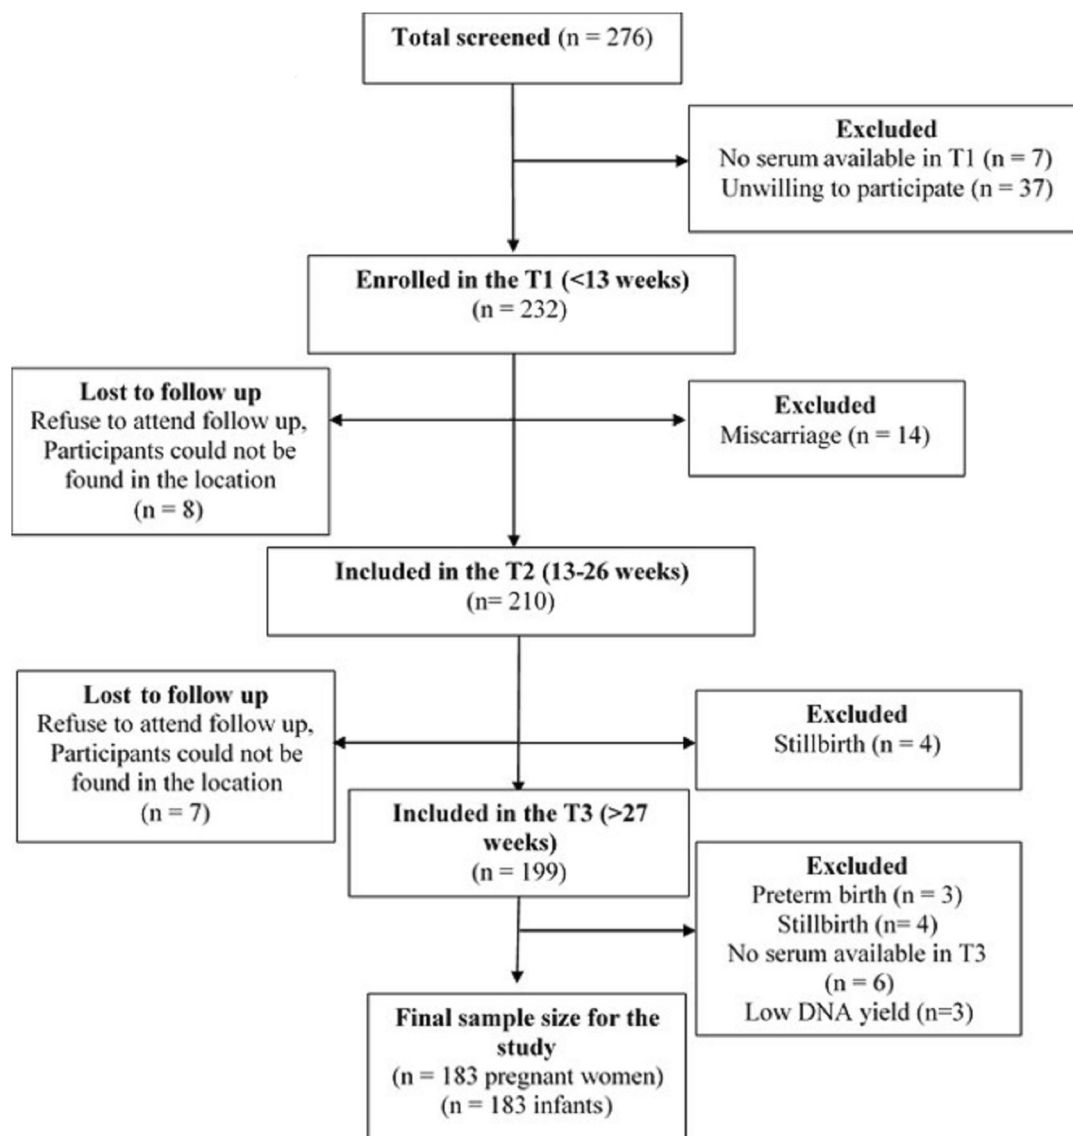 Total screened (n = 276)
Excluded
No serum available in T1 (n = 7)
Unwilling to participate (n = 37)
Enrolled in the T1 (<13 weeks)
(n = 232)
Lost to follow up
Refuse to attend follow up,
Participants could not be
found in the location
(n = 8)
Excluded
Miscarriage (n = 14)
Included in the T2 (13-26 weeks)
(n= 210)
Lost to follow up
Refuse to attend follow up,
Participants could not be
found in the location
(n = 7)
Excluded
Stillbirth (n = 4)
Included in the T3 (>27
weeks)
(n = 199)
Excluded
Preterm birth (n = 3)
Stillbirth (n= 4)
No serum available in T3
(n = 6)
Low DNA yield (n=3)
Final sample size for the
study
(n = 183 pregnant women)
(n = 183 infants)